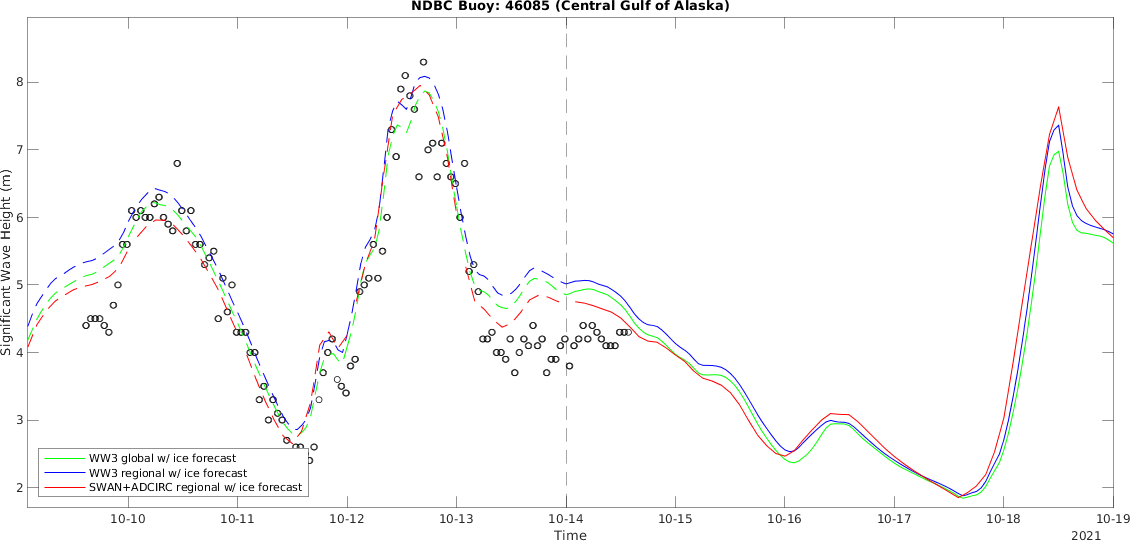 NDBC Buoy: 46085 (Central Gulf of Alaska)
Significant Wave Height (m)
8
7
6
5
4
3
2
WW3 global w/ ice forecast
WW3 regional w/ ice forecast
SWAN+ADCIRC regional w/ ice forecast
10-10 10-11 10-12 10-13 10-14 10-15 10-16 10-17 10-18 10-19
Time
2021